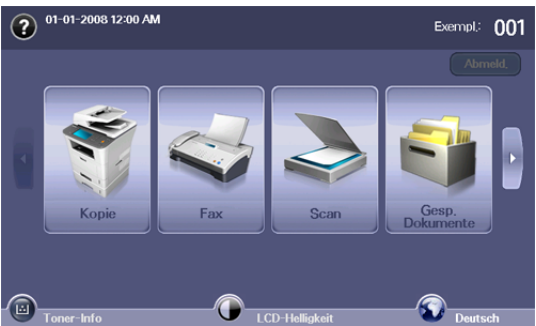 ?
01-01-2008 12:00 AM
Exempl.: 001
Abmeld.
Kopie
Fax
Scan
Gesp.
Dokumente
Toner-Info
LCD-Helligkeit
Deutsch